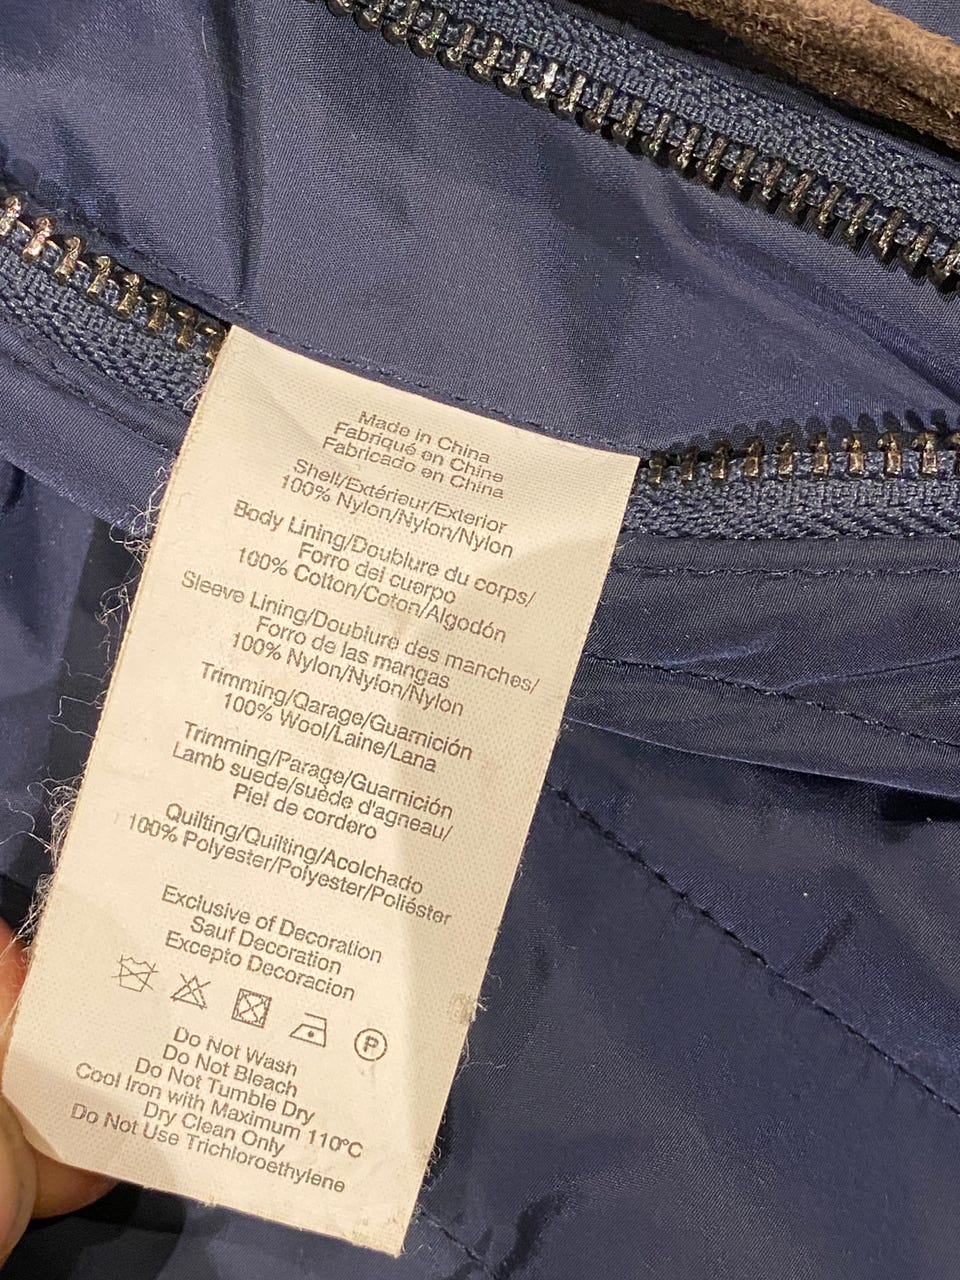 Made in China
Fabriqué en Chine
Fabricado en China
Shell/Extérieur/Exterior
100% Nylon/Nylon/Nylon
Body Lining/Doublure du corps/
Forro del cuerpo
100% Cotton/Coton/Algodón
Sleeve Lining/Doublure des manches/
Forro de las mangas
100% Nylon/Nylon/Nylon
Trimming/Qarage/Guarnición
100% Wool/Laine/Lana
Trimming/Parage/Guarnición
Lamb suede/suède d'agneau/
Piel de cordero
Quilting/Quilting/Acolchado
100% Polyester/Polyester/Poliéster
Exclusive of Decoration
Sauf Decoration
Excepto Decoracion
P
Do Not Wash
Do Not Bleach
Do Not Tumble Dry
Cool Iron with Maximum 110°C
Dry Clean Only
Do Not Use Trichloroethylene